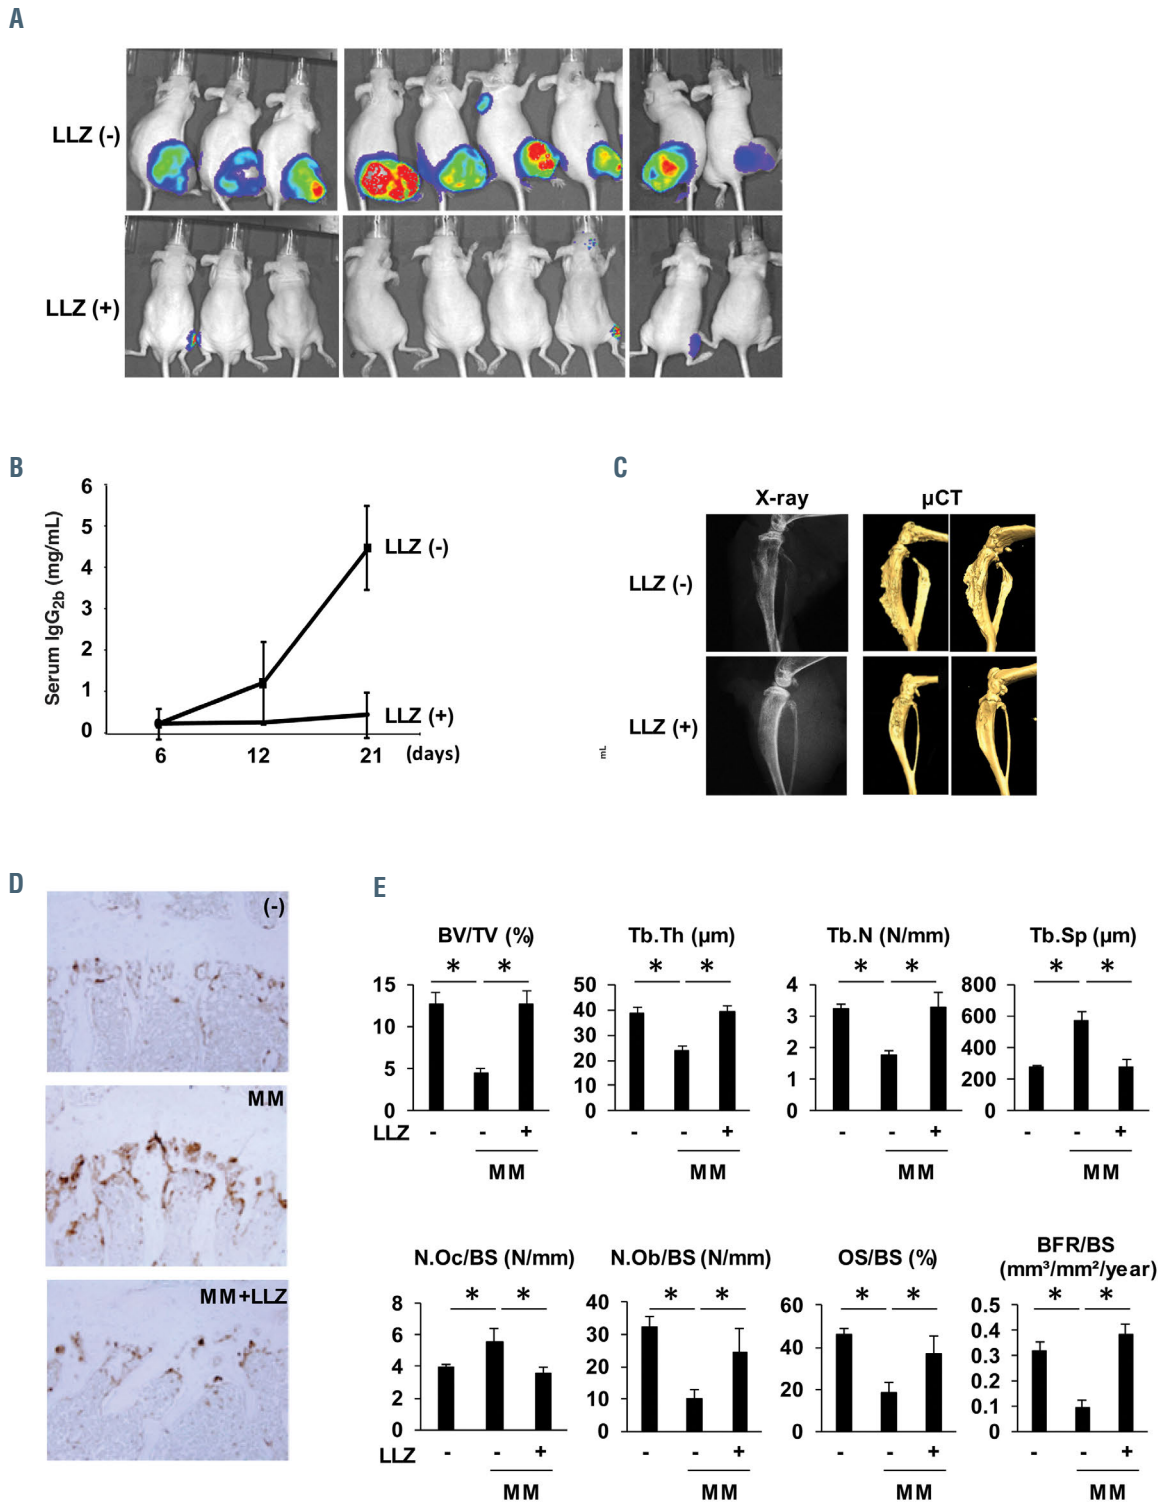 A
LLZ (-)
LLZ (+)
B
Serum IgG2b (mg/mL)
6
5
4
3
2
1
0
LLZ (-)
LLZ (+)
6 12 21 (days)
mL
C
X-ray µCT
LLZ (-)
LLZ (+)
D
(-)
MM
MM+LLZ
E
BV/TV (%) Tb.Th (µm) Tb.N (N/mm) Tb.Sp (µm)
* * * * * * * *
15 10 5 0
50 40 30 20 10 0
4 3 2 1 0
800 600 400 200 0
LLZ - - + - - + - - + - - +
MM MM MM MM
N.Oc/BS (N/mm) N.Ob/BS (N/mm) OS/BS (%) BFR/BS
(mm³/mm²/year)
* * * * * * * *
8 6 4 2 0
40 30 20 10 0
60 40 20 0
0.5 0.4 0.3 0.2 0.1 0
LLZ - - + - - + - - + - - +
MM MM MM MM